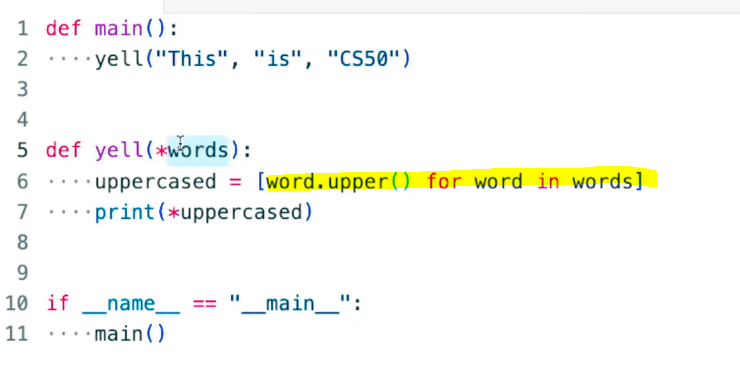 1 def main():
2 ····yell("This", "is", "CS50")
3
4
5 def yell(*words):
6 ····uppercased = [word.upper() for word in words]
7 ····print(*uppercased)
8
9
10 if __name__ == "__main__":
11 ····main()